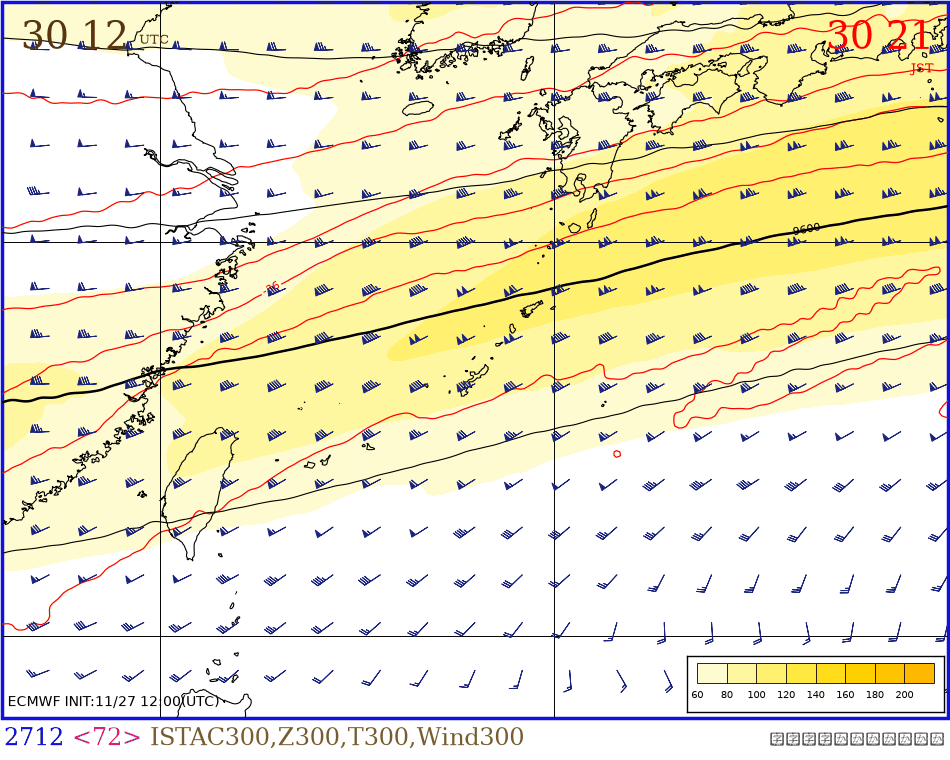 30 12 UTC
30 21
JST
9600
-36
60 80 100 120 140 160 180 200
ECMWF INIT:11/27 12:00(UTC)
2712 <72> ISTAC300,Z300,T300,Wind300